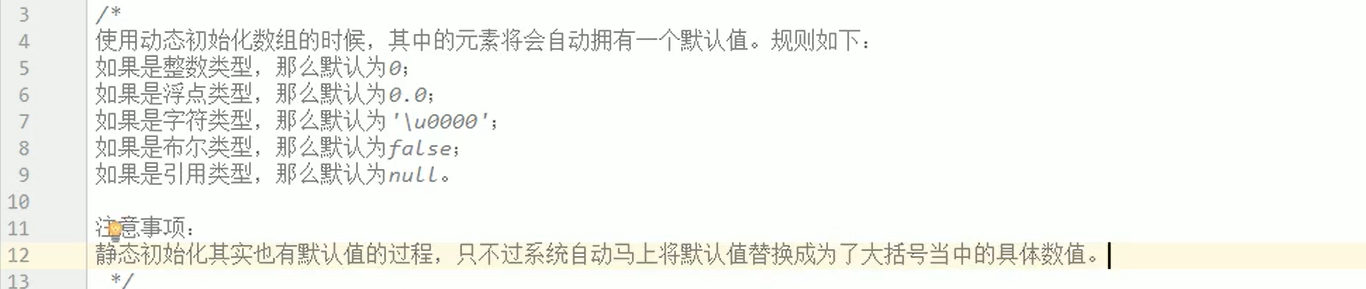 3 /*
4 使用动态初始化数组的时候，其中的元素将会自动拥有一个默认值。规则如下：
5 如果是整数类型，那么默认为0；
6 如果是浮点类型，那么默认为0.0；
7 如果是字符类型，那么默认为'\u0000'；
8 如果是布尔类型，那么默认为false；
9 如果是引用类型，那么默认为null。
10
11 注意事项：
12 静态初始化其实也有默认值的过程，只不过系统自动马上将默认值替换成为了大括号当中的具体数值。
13 */